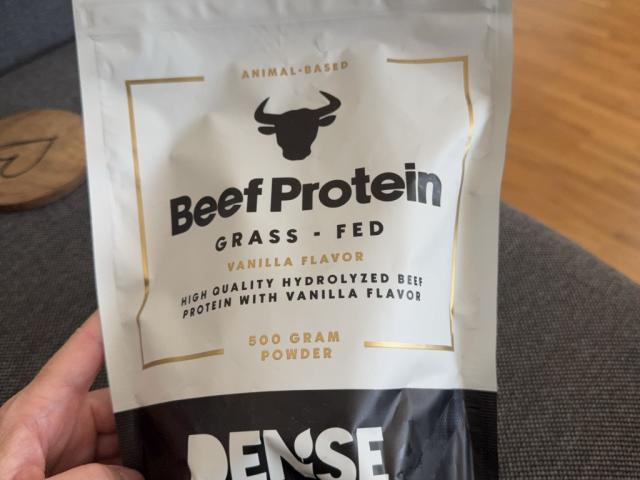 ANIMAL-BASED
Beef Protein
GRASS - FED
VANILLA FLAVOR
HIGH QUALITY HYDROLYZED BEEF
PROTEIN WITH VANILLA FLAVOR
500 GRAM
POWDER
DENSE